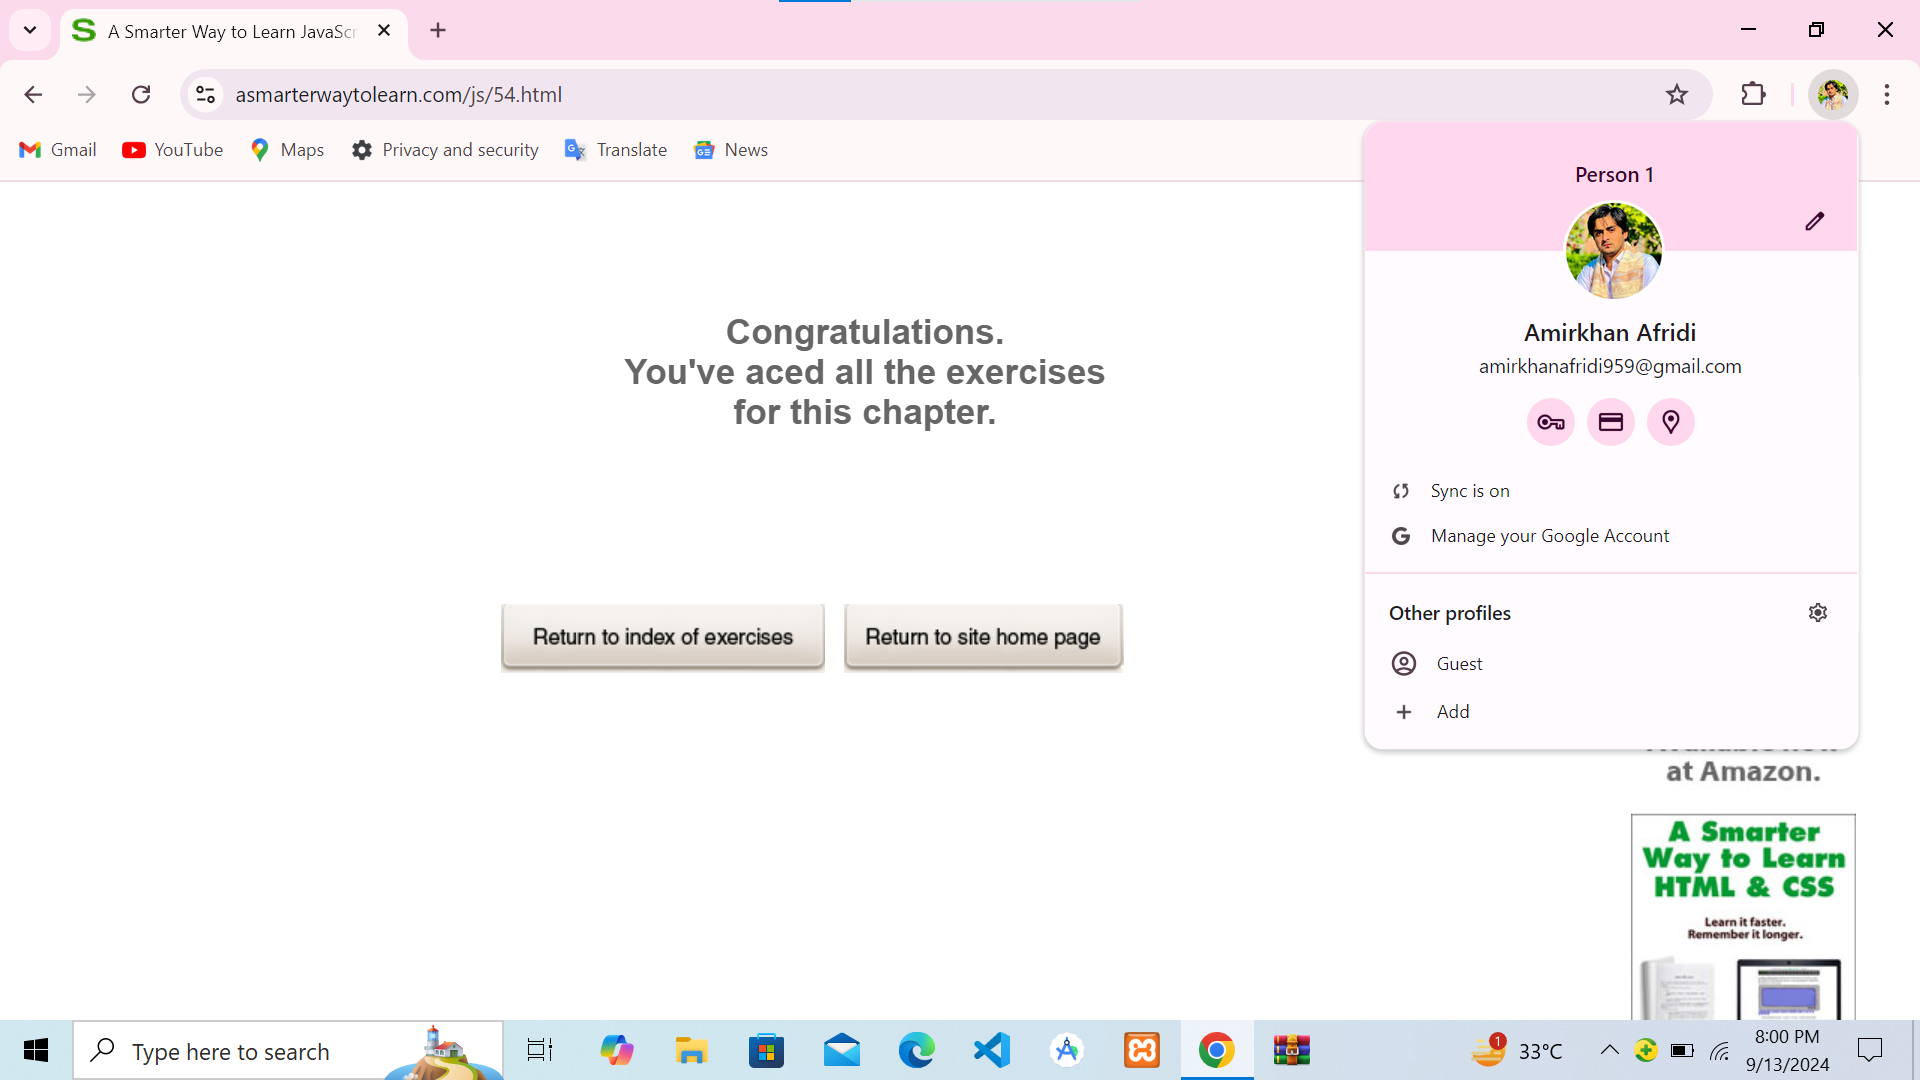 A Smarter Way to Learn JavaScr
asmarterwaytolearn.com/js/54.html
Gmail YouTube Maps Privacy and security Translate News
Person 1
Amirkhan Afridi
amirkhanafridi959@gmail.com
Sync is on
Manage your Google Account
Other profiles
Guest
Add
Congratulations.
You've aced all the exercises
for this chapter.
Return to index of exercises Return to site home page
at Amazon.
A Smarter
Way to Learn
HTML & CSS
Learn it faster.
Remember it longer.
Type here to search
1
33°C
8:00 PM
9/13/2024